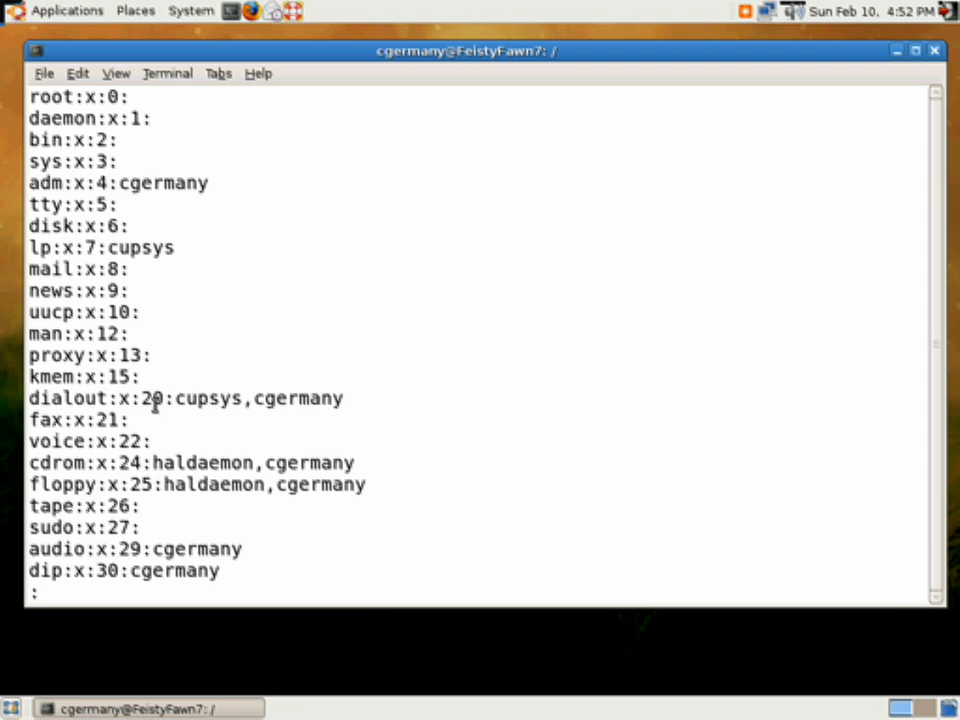 Applications Places System Sun Feb 10, 4:52 PM
cgermany@FeistyFawn7: /
File Edit View Terminal Tabs Help
root:x:0:
daemon:x:1:
bin:x:2:
sys:x:3:
adm:x:4:cgermany
tty:x:5:
disk:x:6:
lp:x:7:cupsys
mail:x:8:
news:x:9:
uucp:x:10:
man:x:12:
proxy:x:13:
kmem:x:15:
dialout:x:20:cupsys,cgermany
fax:x:21:
voice:x:22:
cdrom:x:24:haldaemon,cgermany
floppy:x:25:haldaemon,cgermany
tape:x:26:
sudo:x:27:
audio:x:29:cgermany
dip:x:30:cgermany
:
cgermany@FeistyFawn7: /